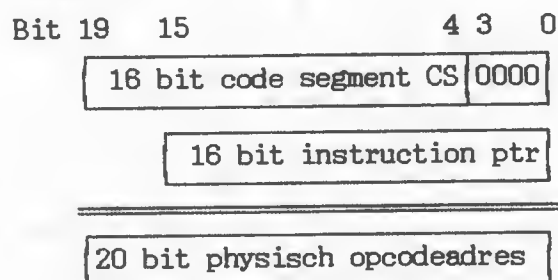 Bit 19 15 4 3 0
16 bit code segment CS 0000
16 bit instruction ptr
20 bit physisch opcodeadres